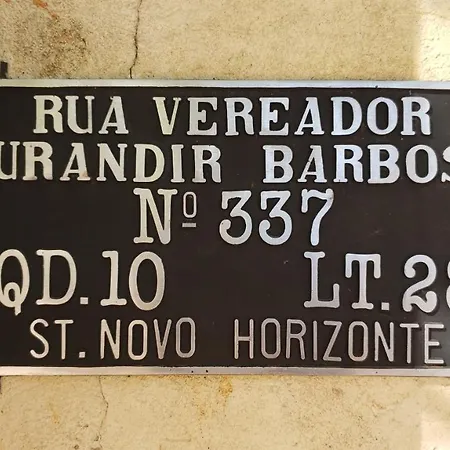 RUA VEREADOR
URANDIR BARBOS
Nº 337
QD.10 LT.2
ST. NOVO HORIZONTE